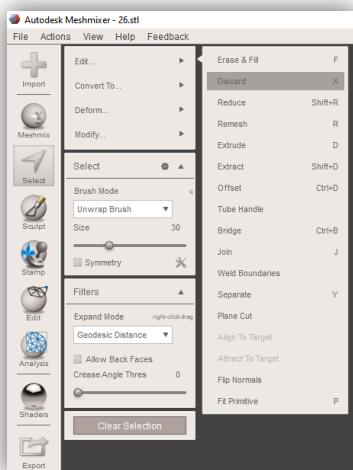 Autodesk Meshmixer - 26.stl
File Actions View Help Feedback
Import
Meshmix
Select
Sculpt
Stamp
Edit
Analysis
Shaders
Export
Edit...
Convert To...
Deform...
Modify...
Select
Brush Mode q
Unwrap Brush
Size 30
Symmetry
Filters
Expand Mode right-click-drag
Geodesic Distance
Allow Back Faces
Crease Angle Thres 0
Clear Selection
Erase & Fill F
Discard X
Reduce Shift+R
Remesh R
Extrude D
Extract Shift+D
Offset Ctrl+D
Tube Handle
Bridge Ctrl+B
Join J
Weld Boundaries
Separate Y
Plane Cut
Align To Target
Attract To Target
Flip Normals
Fit Primitive P